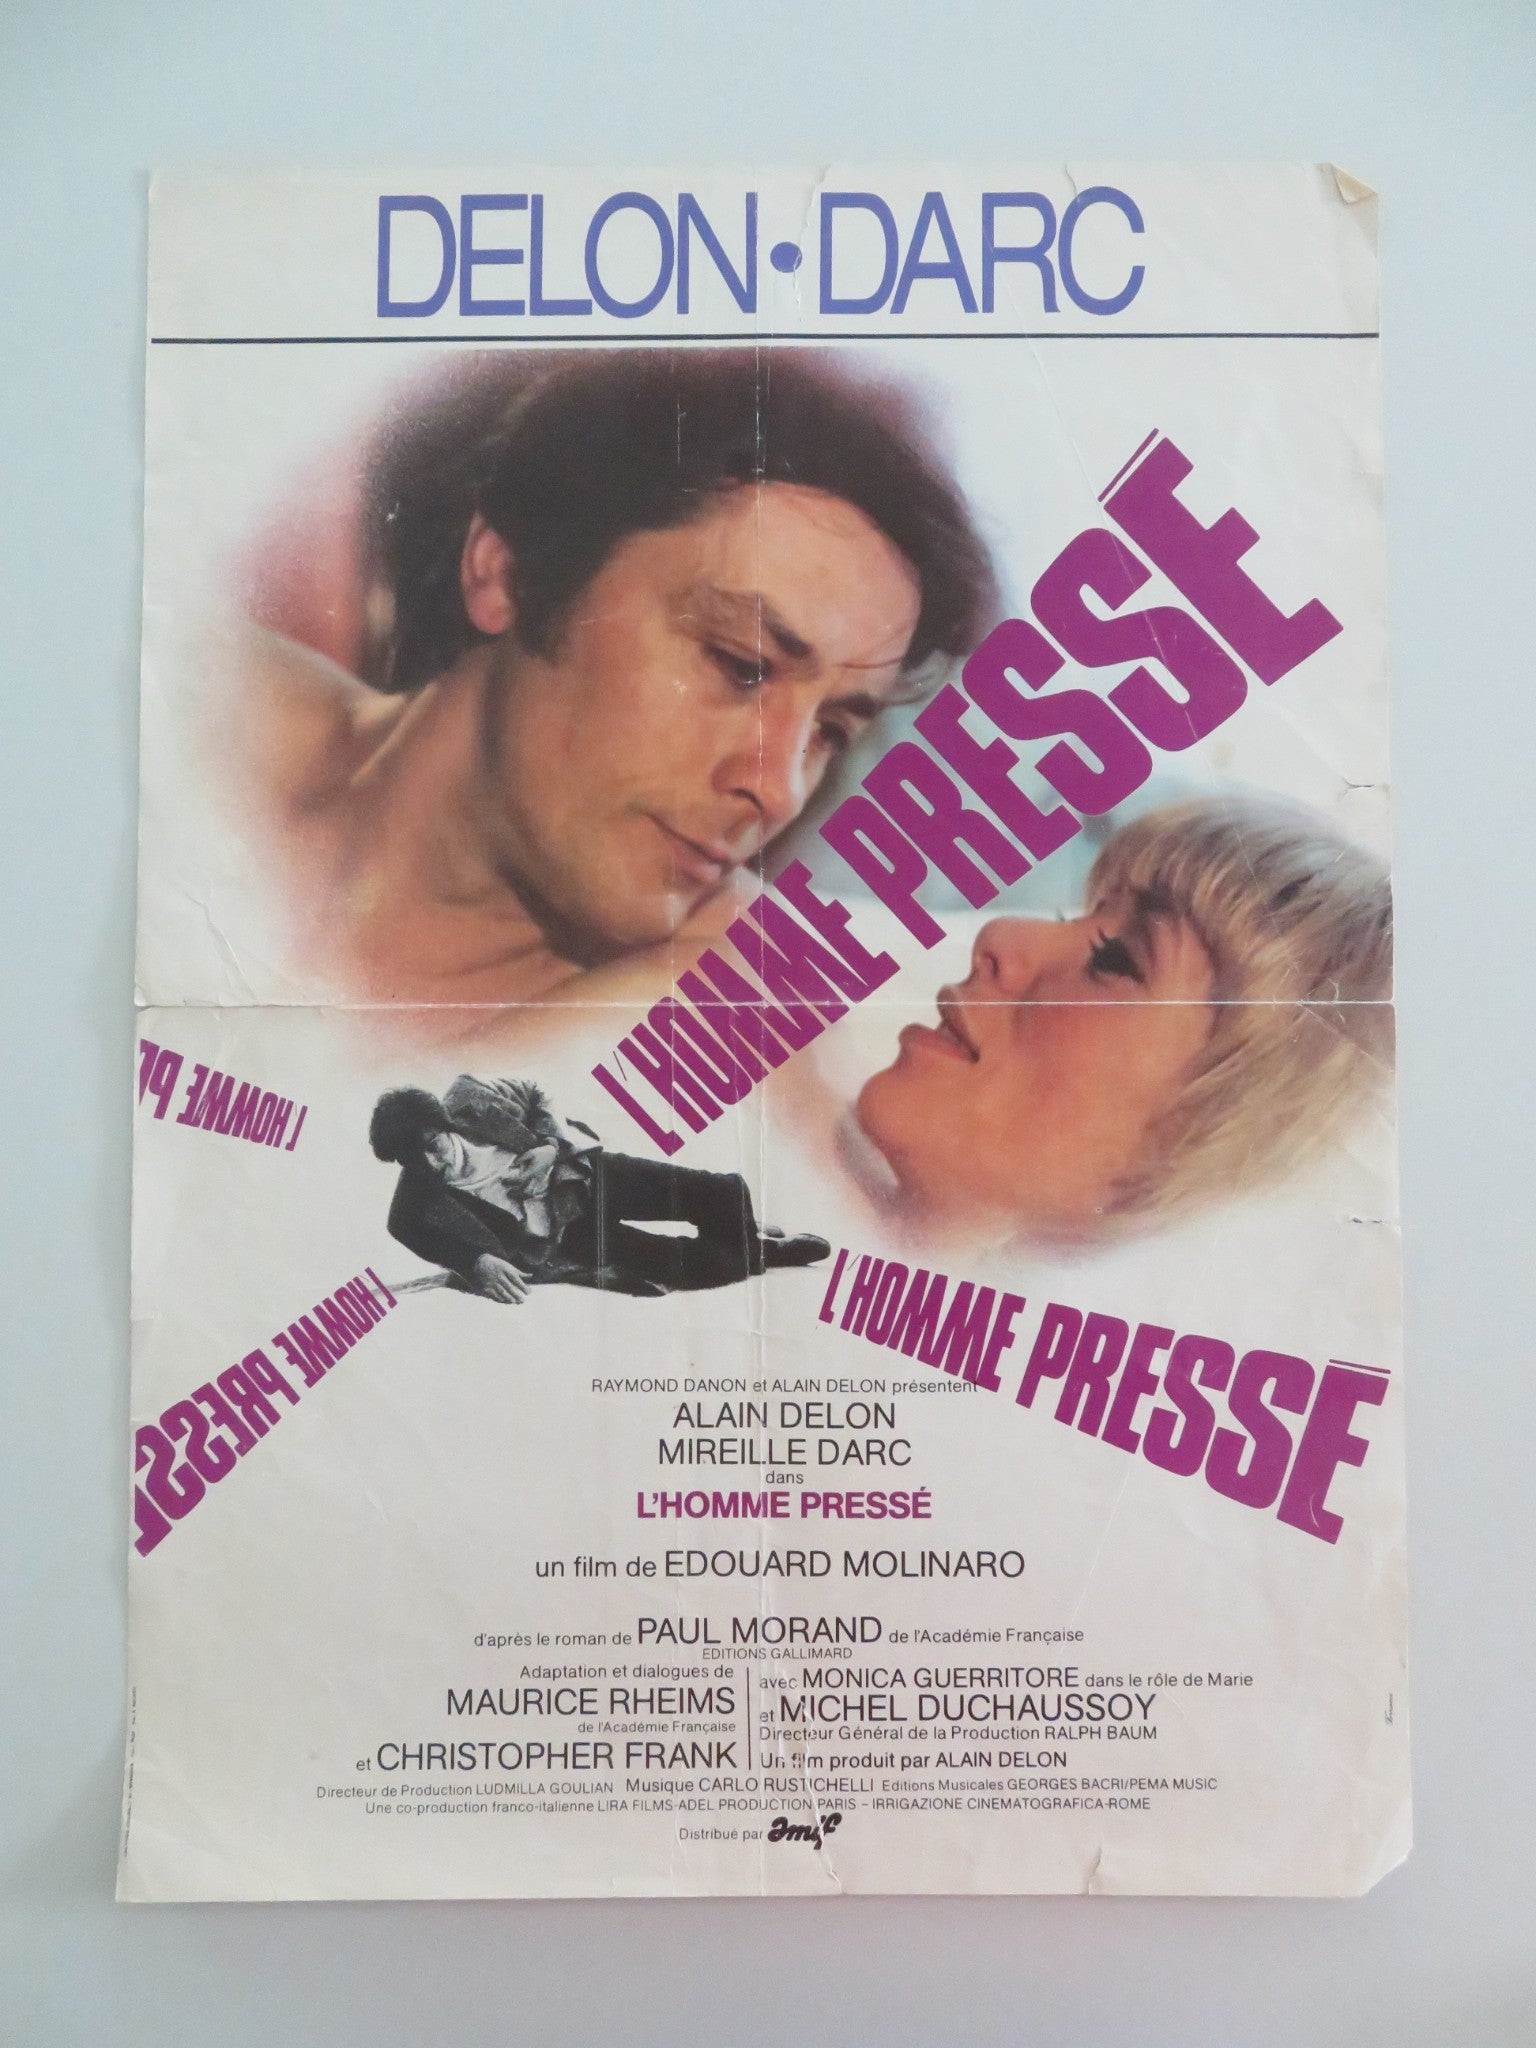 DELON • DARC
L'HOMME PRESSÉ
L'HOMME PR
L'HOMME PRESSÉ
L'HOMME PRESSÉ
RAYMOND DANON et ALAIN DELON présentent
ALAIN DELON
MIREILLE DARC
dans
L'HOMME PRESSÉ
un film de EDOUARD MOLINARO
d'après le roman de PAUL MORAND de l'Académie Française
EDITIONS GALLIMARD
Adaptation et dialogues de
MAURICE RHEIMS
de l'Académie Française
et CHRISTOPHER FRANK
avec MONICA GUERRITORE dans le rôle de Marie
et MICHEL DUCHAUSSOY
Directeur Général de la Production RALPH BAUM
Un film produit par ALAIN DELON
Directeur de Production LUDMILLA GOULIAN Musique CARLO RUSTICHELLI Editions Musicales GEORGES BACRI/PEMA MUSIC
Une co-production franco-italienne LIRA FILMS-ADEL PRODUCTION PARIS – IRRIGAZIONE CINEMATOGRAFICA-ROME
Distribué par amlf